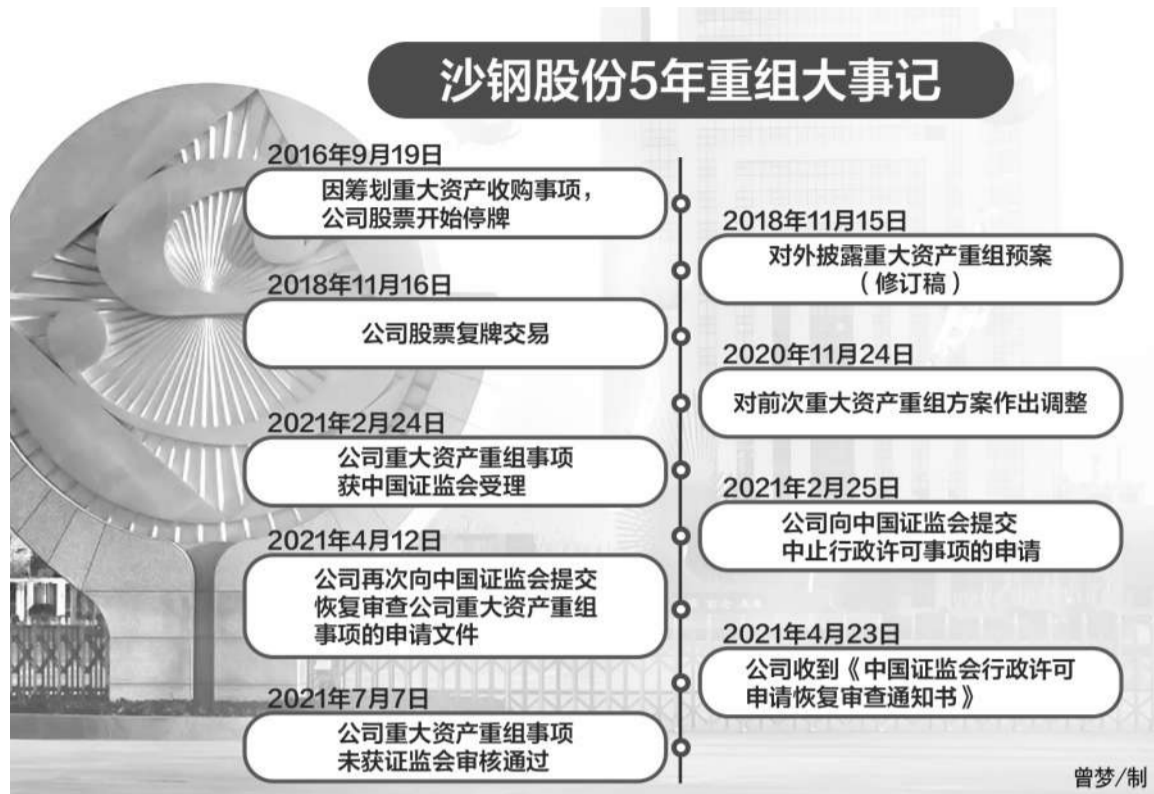 沙钢股份5年重组大事记
2016年9月19日
因筹划重大资产收购事项，
公司股票开始停牌
2018年11月15日
对外披露重大资产重组预案
（修订稿）
2018年11月16日
公司股票复牌交易
2020年11月24日
对前次重大资产重组方案作出调整
2021年2月24日
公司重大资产重组事项
获中国证监会受理
2021年2月25日
公司向中国证监会提交
中止行政许可事项的申请
2021年4月12日
公司再次向中国证监会提交
恢复审查公司重大资产重组
事项的申请文件
2021年4月23日
公司收到《中国证监会行政许可
申请恢复审查通知书》
2021年7月7日
公司重大资产重组事项
未获证监会审核通过
曾梦/制